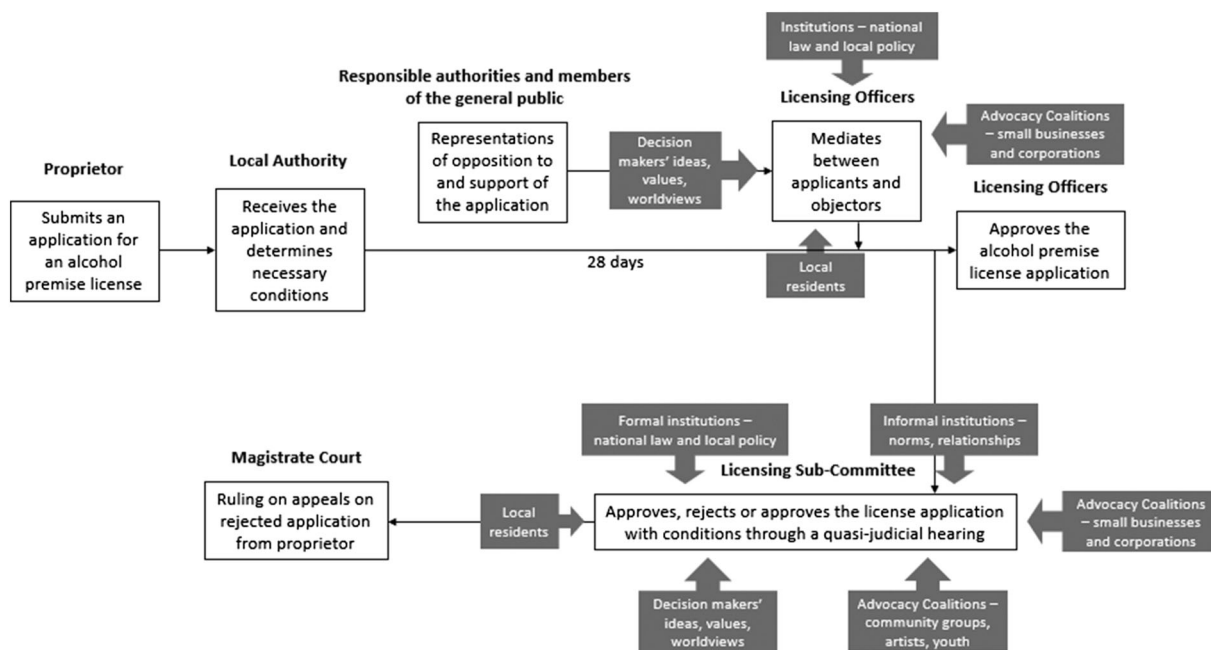 Institutions – national
law and local policy
Responsible authorities and members
of the general public
Licensing Officers
Advocacy Coalitions
– small businesses
and corporations
Representations
of opposition to
and support of
the application
Decision
makers' ideas,
values,
worldviews
Mediates
between
applicants and
objectors
Proprietor
Local Authority
Licensing Officers
Submits an
application for
an alcohol
premise license
Receives the
application and
determines
necessary
conditions
28 days
Local
residents
Approves the
alcohol premise
license application
Formal institutions –
national law and local policy
Informal institutions –
norms, relationships
Magistrate Court
Licensing Sub-Committee
Ruling on appeals on
rejected application
from proprietor
Local
residents
Approves, rejects or approves the license application
with conditions through a quasi-judicial hearing
Advocacy Coalitions
– small businesses
and corporations
Decision makers'
ideas, values,
worldviews
Advocacy Coalitions –
community groups,
artists, youth